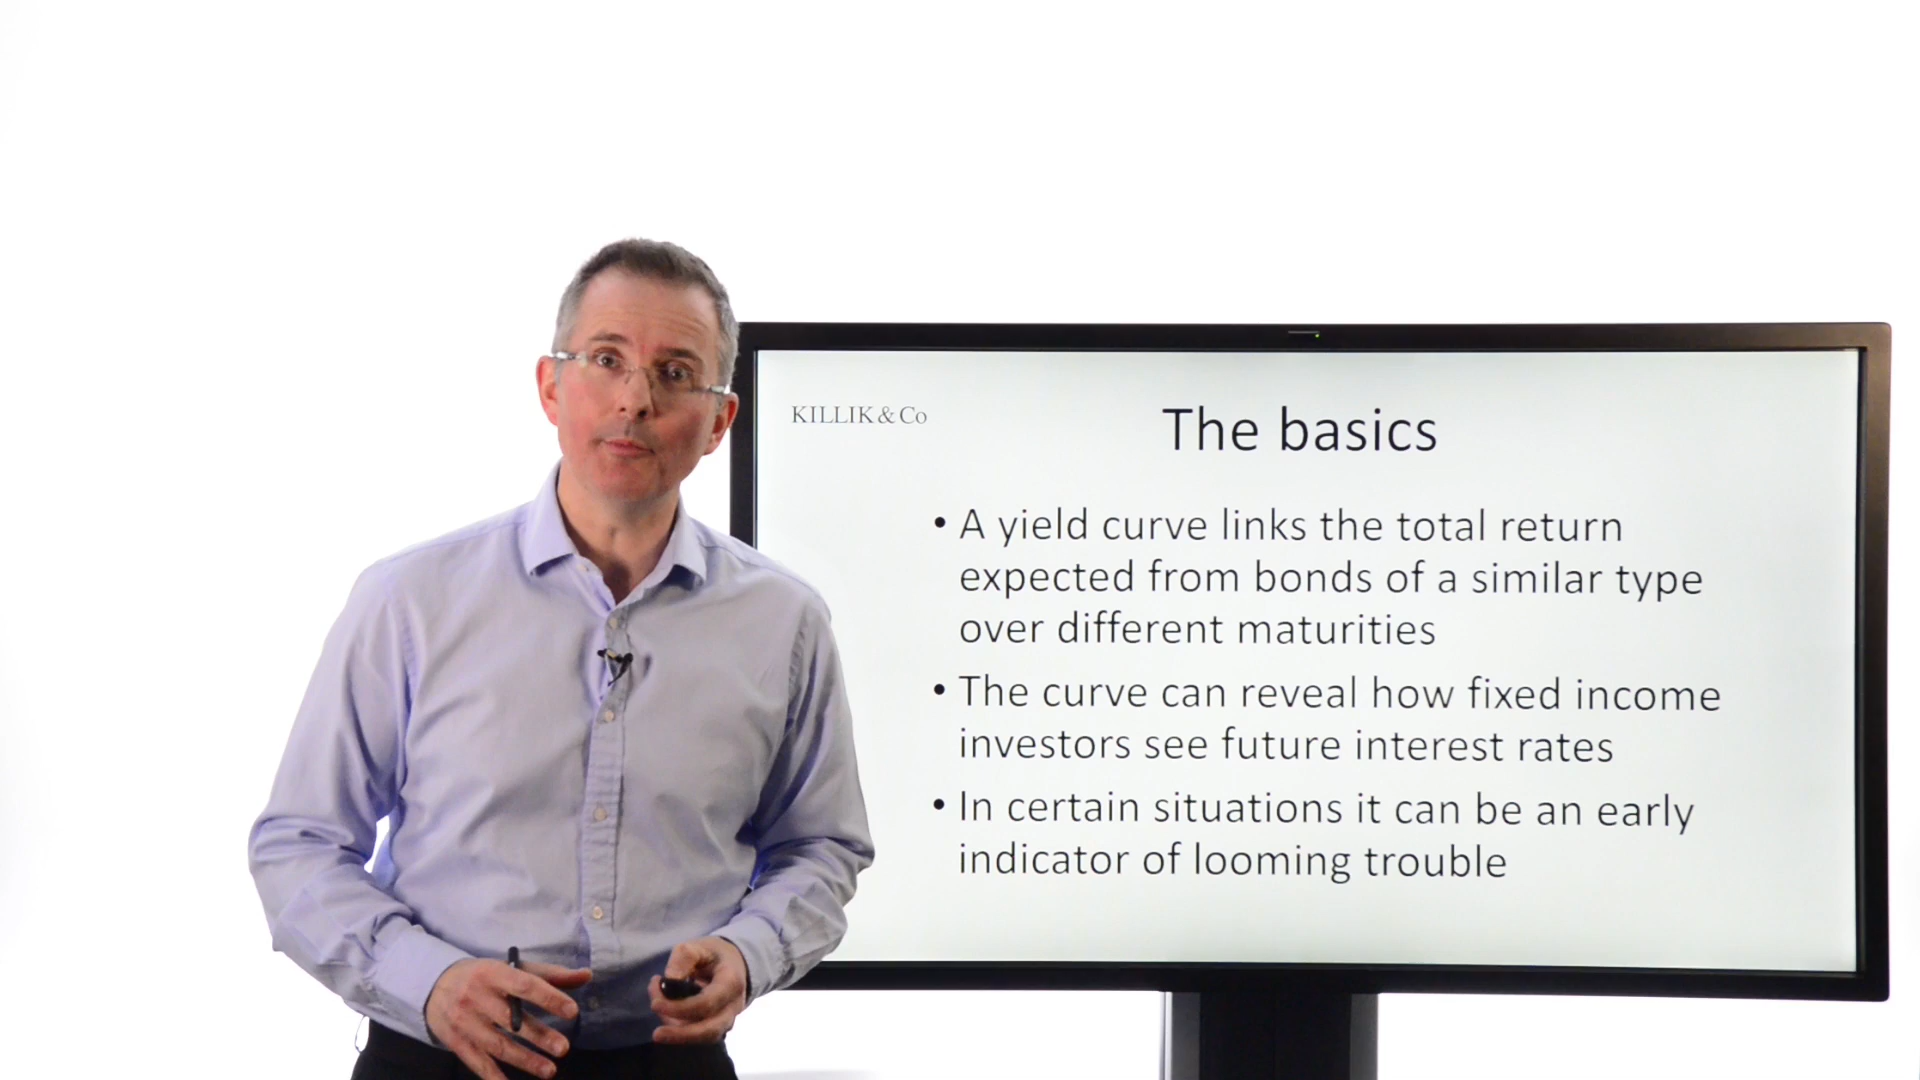 KILLIK & Co
The basics
• A yield curve links the total return
expected from bonds of a similar type
over different maturities
• The curve can reveal how fixed income
investors see future interest rates
• In certain situations it can be an early
indicator of looming trouble